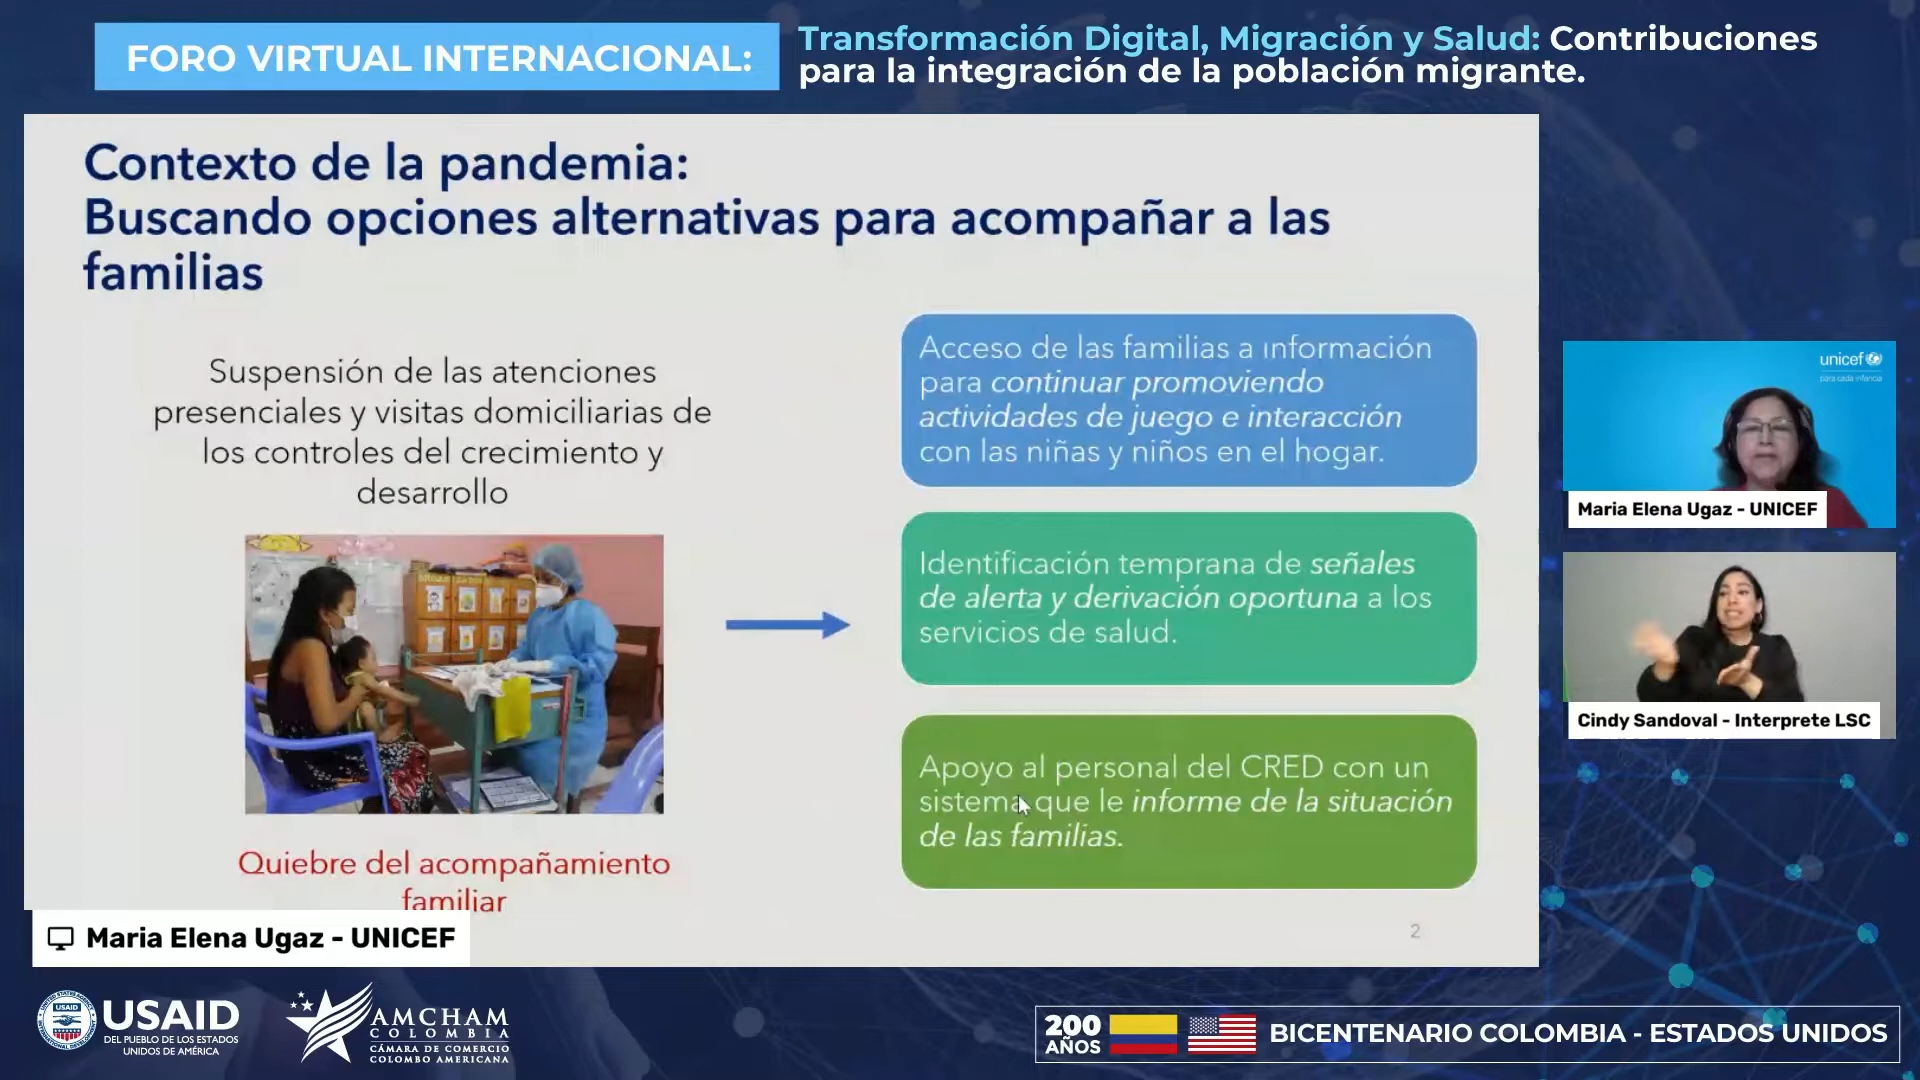 FORO VIRTUAL INTERNACIONAL:
Transformación Digital, Migración y Salud: Contribuciones
para la integración de la población migrante.
Contexto de la pandemia:
Buscando opciones alternativas para acompañar a las
familias
Suspensión de las atenciones
presenciales y visitas domiciliarias de
los controles del crecimiento y
desarrollo
Quiebre del acompañamiento
familiar
Acceso de las familias a información
para continuar promoviendo
actividades de juego e interacción
con las niñas y niños en el hogar.
Identificación temprana de señales
de alerta y derivación oportuna a los
servicios de salud.
Apoyo al personal del CRED con un
sistema que le informe de la situación
de las familias.
2
Maria Elena Ugaz - UNICEF
unicef
para cada infancia
Maria Elena Ugaz - UNICEF
Cindy Sandoval - Interprete LSC
USAID
USAID
DEL PUEBLO DE LOS ESTADOS
UNIDOS DE AMÉRICA
AMCHAM
COLOMBIA
CÁMARA DE COMERCIO
COLOMBO AMERICANA
200
AÑOS
BICENTENARIO COLOMBIA - ESTADOS UNIDOS